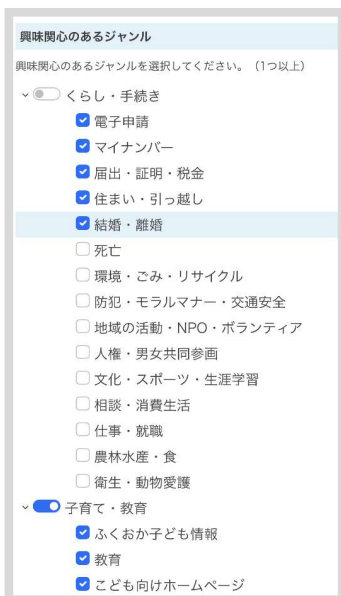 興味関心のあるジャンル
興味関心のあるジャンルを選択してください。（1つ以上）
くらし・手続き
電子申請
マイナンバー
届出・証明・税金
住まい・引っ越し
結婚・離婚
死亡
環境・ごみ・リサイクル
防犯・モラルマナー・交通安全
地域の活動・NPO・ボランティア
人権・男女共同参画
文化・スポーツ・生涯学習
相談・消費生活
仕事・就職
農林水産・食
衛生・動物愛護
子育て・教育
ふくおか子ども情報
教育
こども向けホームページ